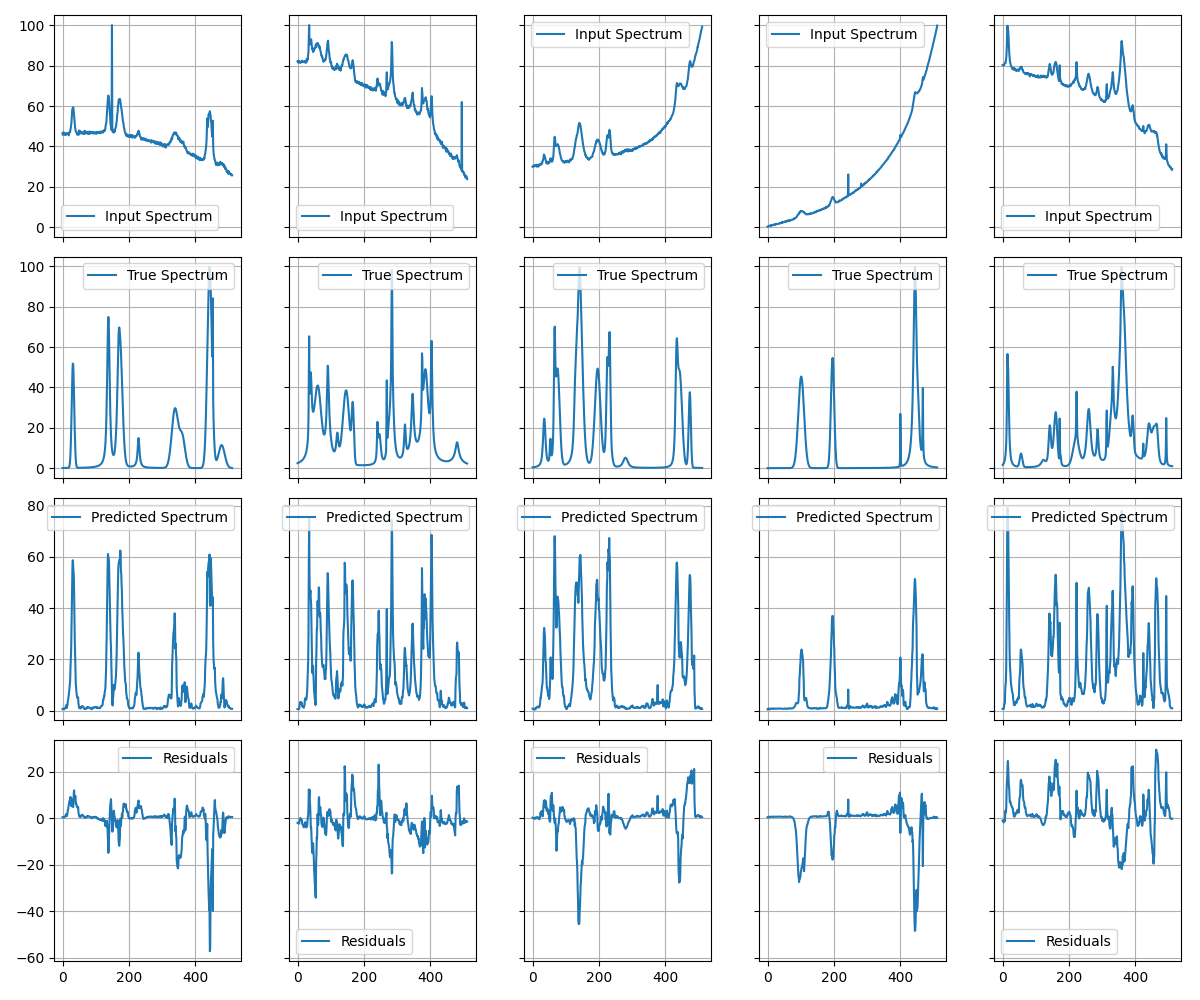 100
80
60
40
20
0
Input Spectrum
Input Spectrum
Input Spectrum
Input Spectrum
Input Spectrum
100
80
60
40
20
0
True Spectrum
True Spectrum
True Spectrum
True Spectrum
True Spectrum
80
60
40
20
0
Predicted Spectrum
Predicted Spectrum
Predicted Spectrum
Predicted Spectrum
Predicted Spectrum
20
0
−20
−40
−60
Residuals
Residuals
Residuals
Residuals
Residuals
0 200 400
0 200 400
0 200 400
0 200 400
0 200 400